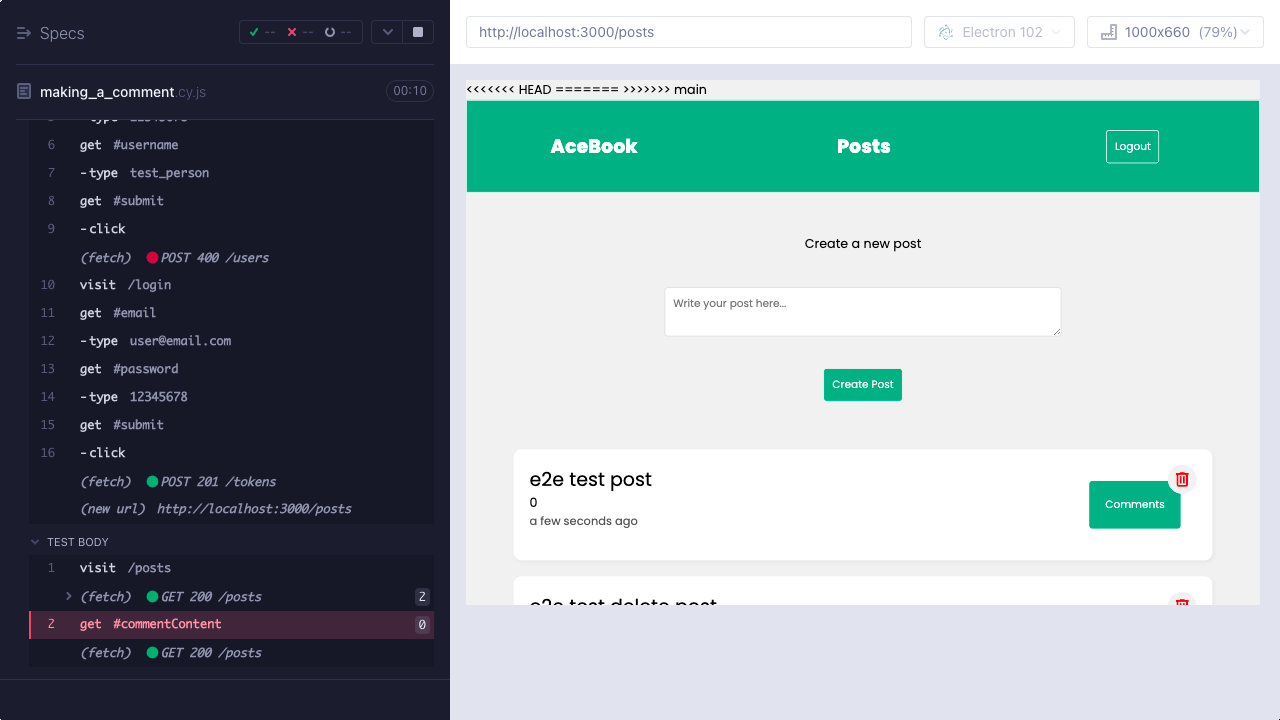 Specs
-- -- --
making_a_comment.cy.js 00:10
6 get #username
7 -type test_person
8 get #submit
9 -click
(fetch) POST 400 /users
10 visit /login
11 get #email
12 -type user@email.com
13 get #password
14 -type 12345678
15 get #submit
16 -click
(fetch) POST 201 /tokens
(new url) http://localhost:3000/posts
TEST BODY
1 visit /posts
(fetch) GET 200 /posts 2
2 get #commentContent 0
(fetch) GET 200 /posts
http://localhost:3000/posts
Electron 102
1000x660 (79%)
<<<<<<< HEAD ======= >>>>>>> main
AceBook
Posts
Logout
Create a new post
Write your post here...
Create Post
e2e test post
0
a few seconds ago
Comments
e2e test delete post